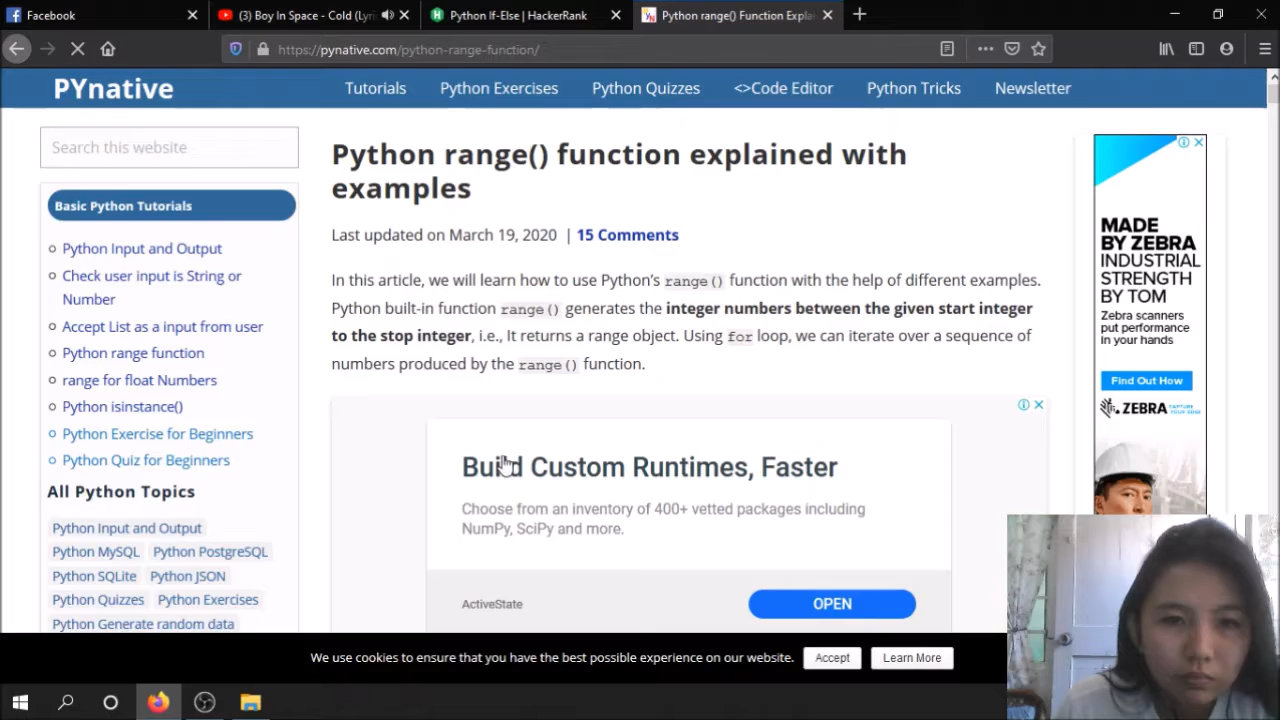 Facebook
(3) Boy In Space - Cold (Lyri
Python If-Else | HackerRank
Python range() Function Expla
https://pynative.com/python-range-function/
PYnative
Tutorials
Python Exercises
Python Quizzes
<>Code Editor
Python Tricks
Newsletter
Search this website
Basic Python Tutorials
Python Input and Output
Check user input is String or
Number
Accept List as a input from user
Python range function
range for float Numbers
Python isinstance()
Python Exercise for Beginners
Python Quiz for Beginners
All Python Topics
Python Input and Output
Python MySQL Python PostgreSQL
Python SQLite Python JSON
Python Quizzes Python Exercises
Python Generate random data
Python range() function explained with
examples
Last updated on March 19, 2020 | 15 Comments
In this article, we will learn how to use Python's range() function with the help of different examples.
Python built-in function range() generates the integer numbers between the given start integer
to the stop integer, i.e., It returns a range object. Using for loop, we can iterate over a sequence of
numbers produced by the range() function.
Build Custom Runtimes, Faster
Choose from an inventory of 400+ vetted packages including
NumPy, SciPy and more.
ActiveState
OPEN
MADE
BY ZEBRA
INDUSTRIAL
STRENGTH
BY TOM
Zebra scanners
put performance
in your hands
Find Out How
ZEBRA CAPTURE YOUR EDGE
We use cookies to ensure that you have the best possible experience on our website.
Accept
Learn More